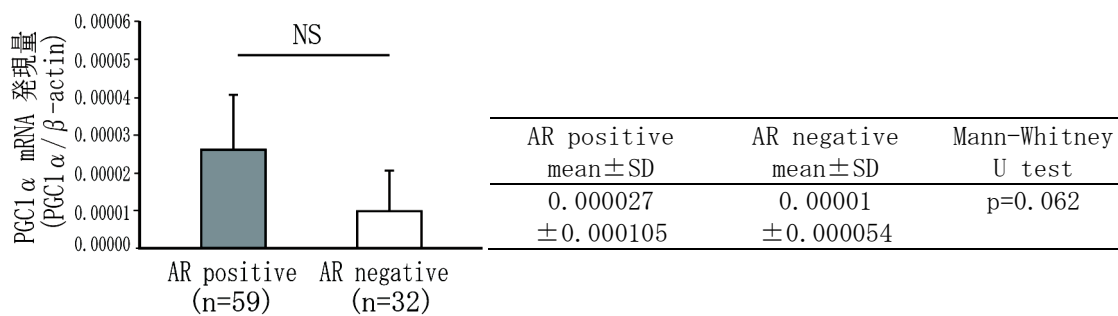 PGC1α mRNA 発現量
(PGC1α/β-actin)
0.00006
0.00005
0.00004
0.00003
0.00002
0.00001
0.00000
NS
AR positive
(n=59)
AR negative
(n=32)
AR positive
mean±SD
AR negative
mean±SD
Mann-Whitney
U test
0.000027
±0.000105
0.00001
±0.000054
p=0.062